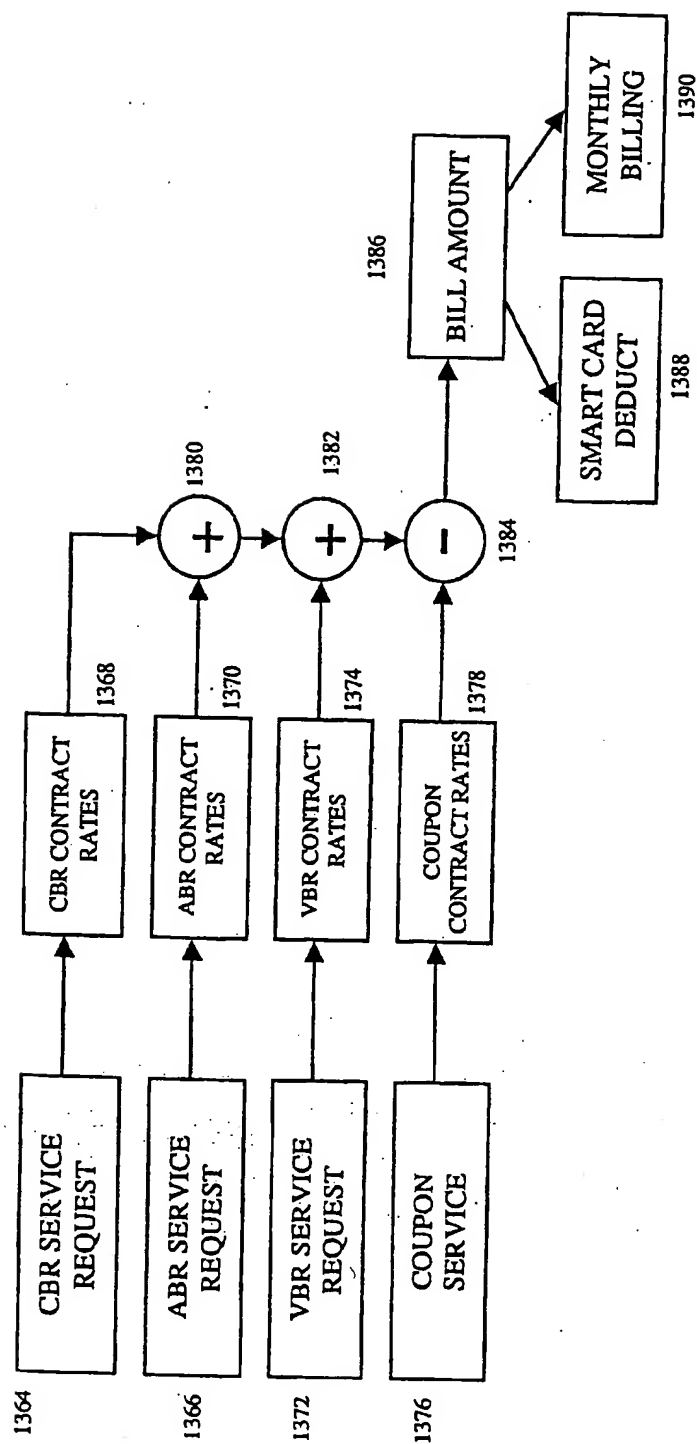 1364
CBR SERVICE
REQUEST
CBR CONTRACT
RATES
1368
1366
ABR SERVICE
REQUEST
ABR CONTRACT
RATES
1370
+
1380
1372
VBR SERVICE
REQUEST
VBR CONTRACT
RATES
1374
+
1382
1376
COUPON
SERVICE
COUPON
CONTRACT RATES
1378
-
1384
1386
BILL AMOUNT
SMART CARD
DEDUCT
1388
MONTHLY
BILLING
1390